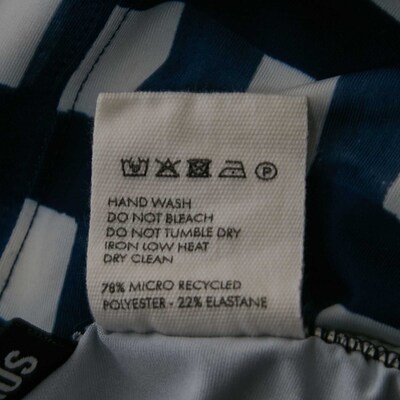 P
HAND WASH
DO NOT BLEACH
DO NOT TUMBLE DRY
IRON LOW HEAT
DRY CLEAN
78% MICRO RECYCLED
POLYESTER - 22% ELASTANE